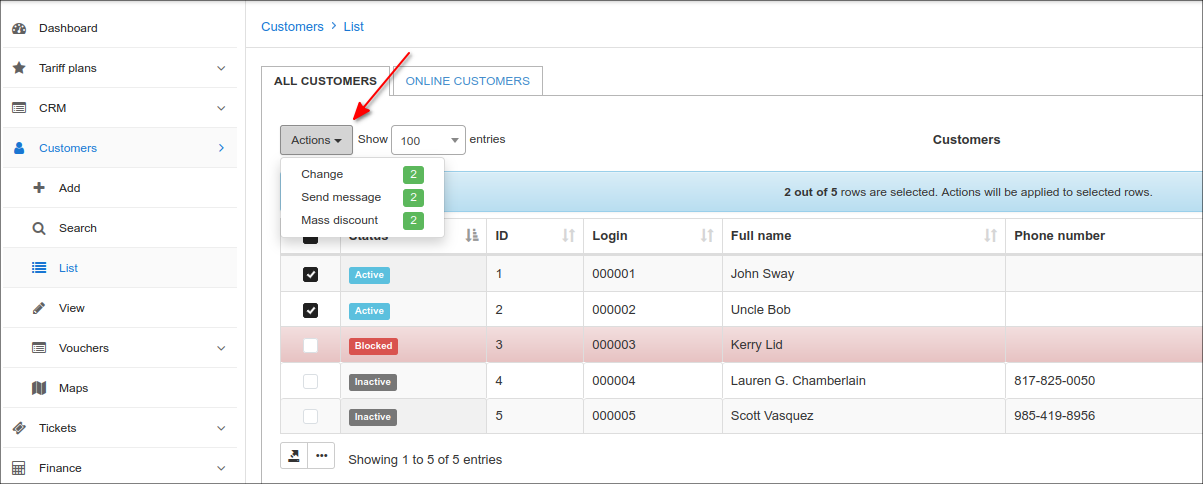 Dashboard
Tariff plans
CRM
Customers
Add
Search
List
View
Vouchers
Maps
Tickets
Finance
Customers > List
ALL CUSTOMERS ONLINE CUSTOMERS
Actions Show 100 entries Customers
Change 2
Send message 2
Mass discount 2
2 out of 5 rows are selected. Actions will be applied to selected rows.
Status ID Login Full name Phone number
Active 1 000001 John Sway
Active 2 000002 Uncle Bob
Blocked 3 000003 Kerry Lid
Inactive 4 000004 Lauren G. Chamberlain 817-825-0050
Inactive 5 000005 Scott Vasquez 985-419-8956
Showing 1 to 5 of 5 entries